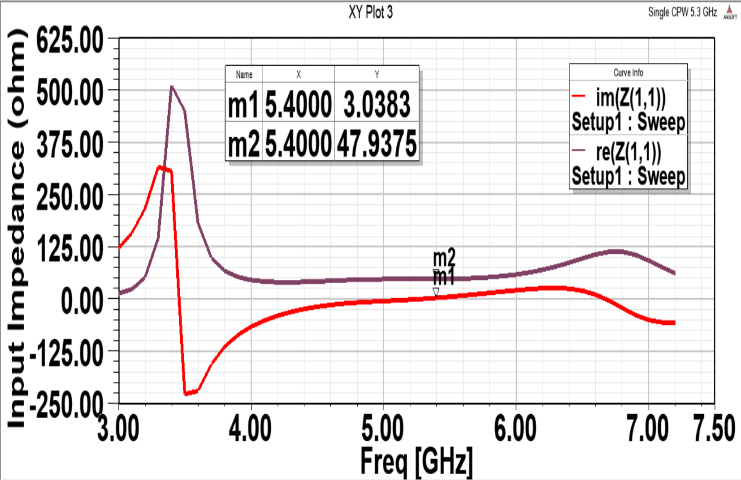 XY Plot 3
Single CPW 5.3 GHz
ANSOFT
Input Impedance (ohm)
625.00
500.00
375.00
250.00
125.00
0.00
-125.00
-250.00
Name X Y
m1 5.4000 3.0383
m2 5.4000 47.9375
Curve Info
im(Z(1,1))
Setup1 : Sweep
re(Z(1,1))
Setup1 : Sweep
m2
m1
3.00 4.00 5.00 6.00 7.00 7.50
Freq [GHz]